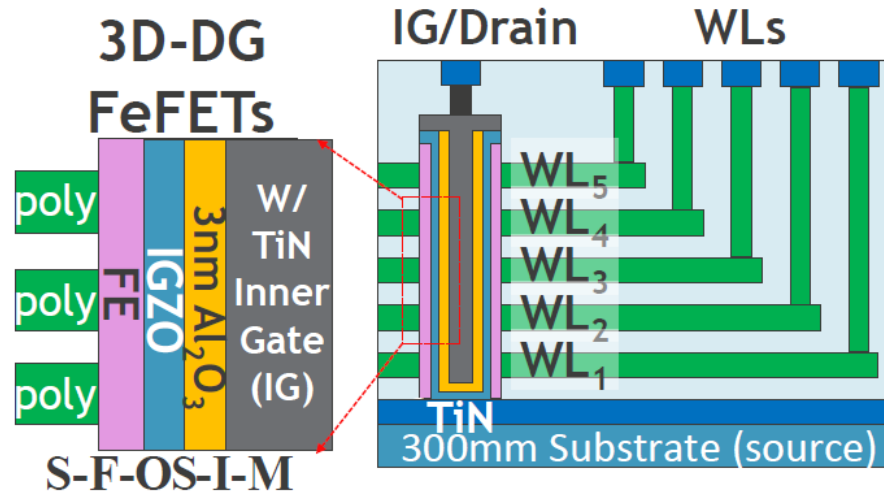 3D-DG
FeFETs
poly
poly
poly
FE
IGZO
3nm Al₂O₃
W/
TiN
Inner
Gate
(IG)
S-F-OS-I-M
IG/Drain
WLs
WL₅
WL₄
WL₃
WL₂
WL₁
TiN
300mm Substrate (source)